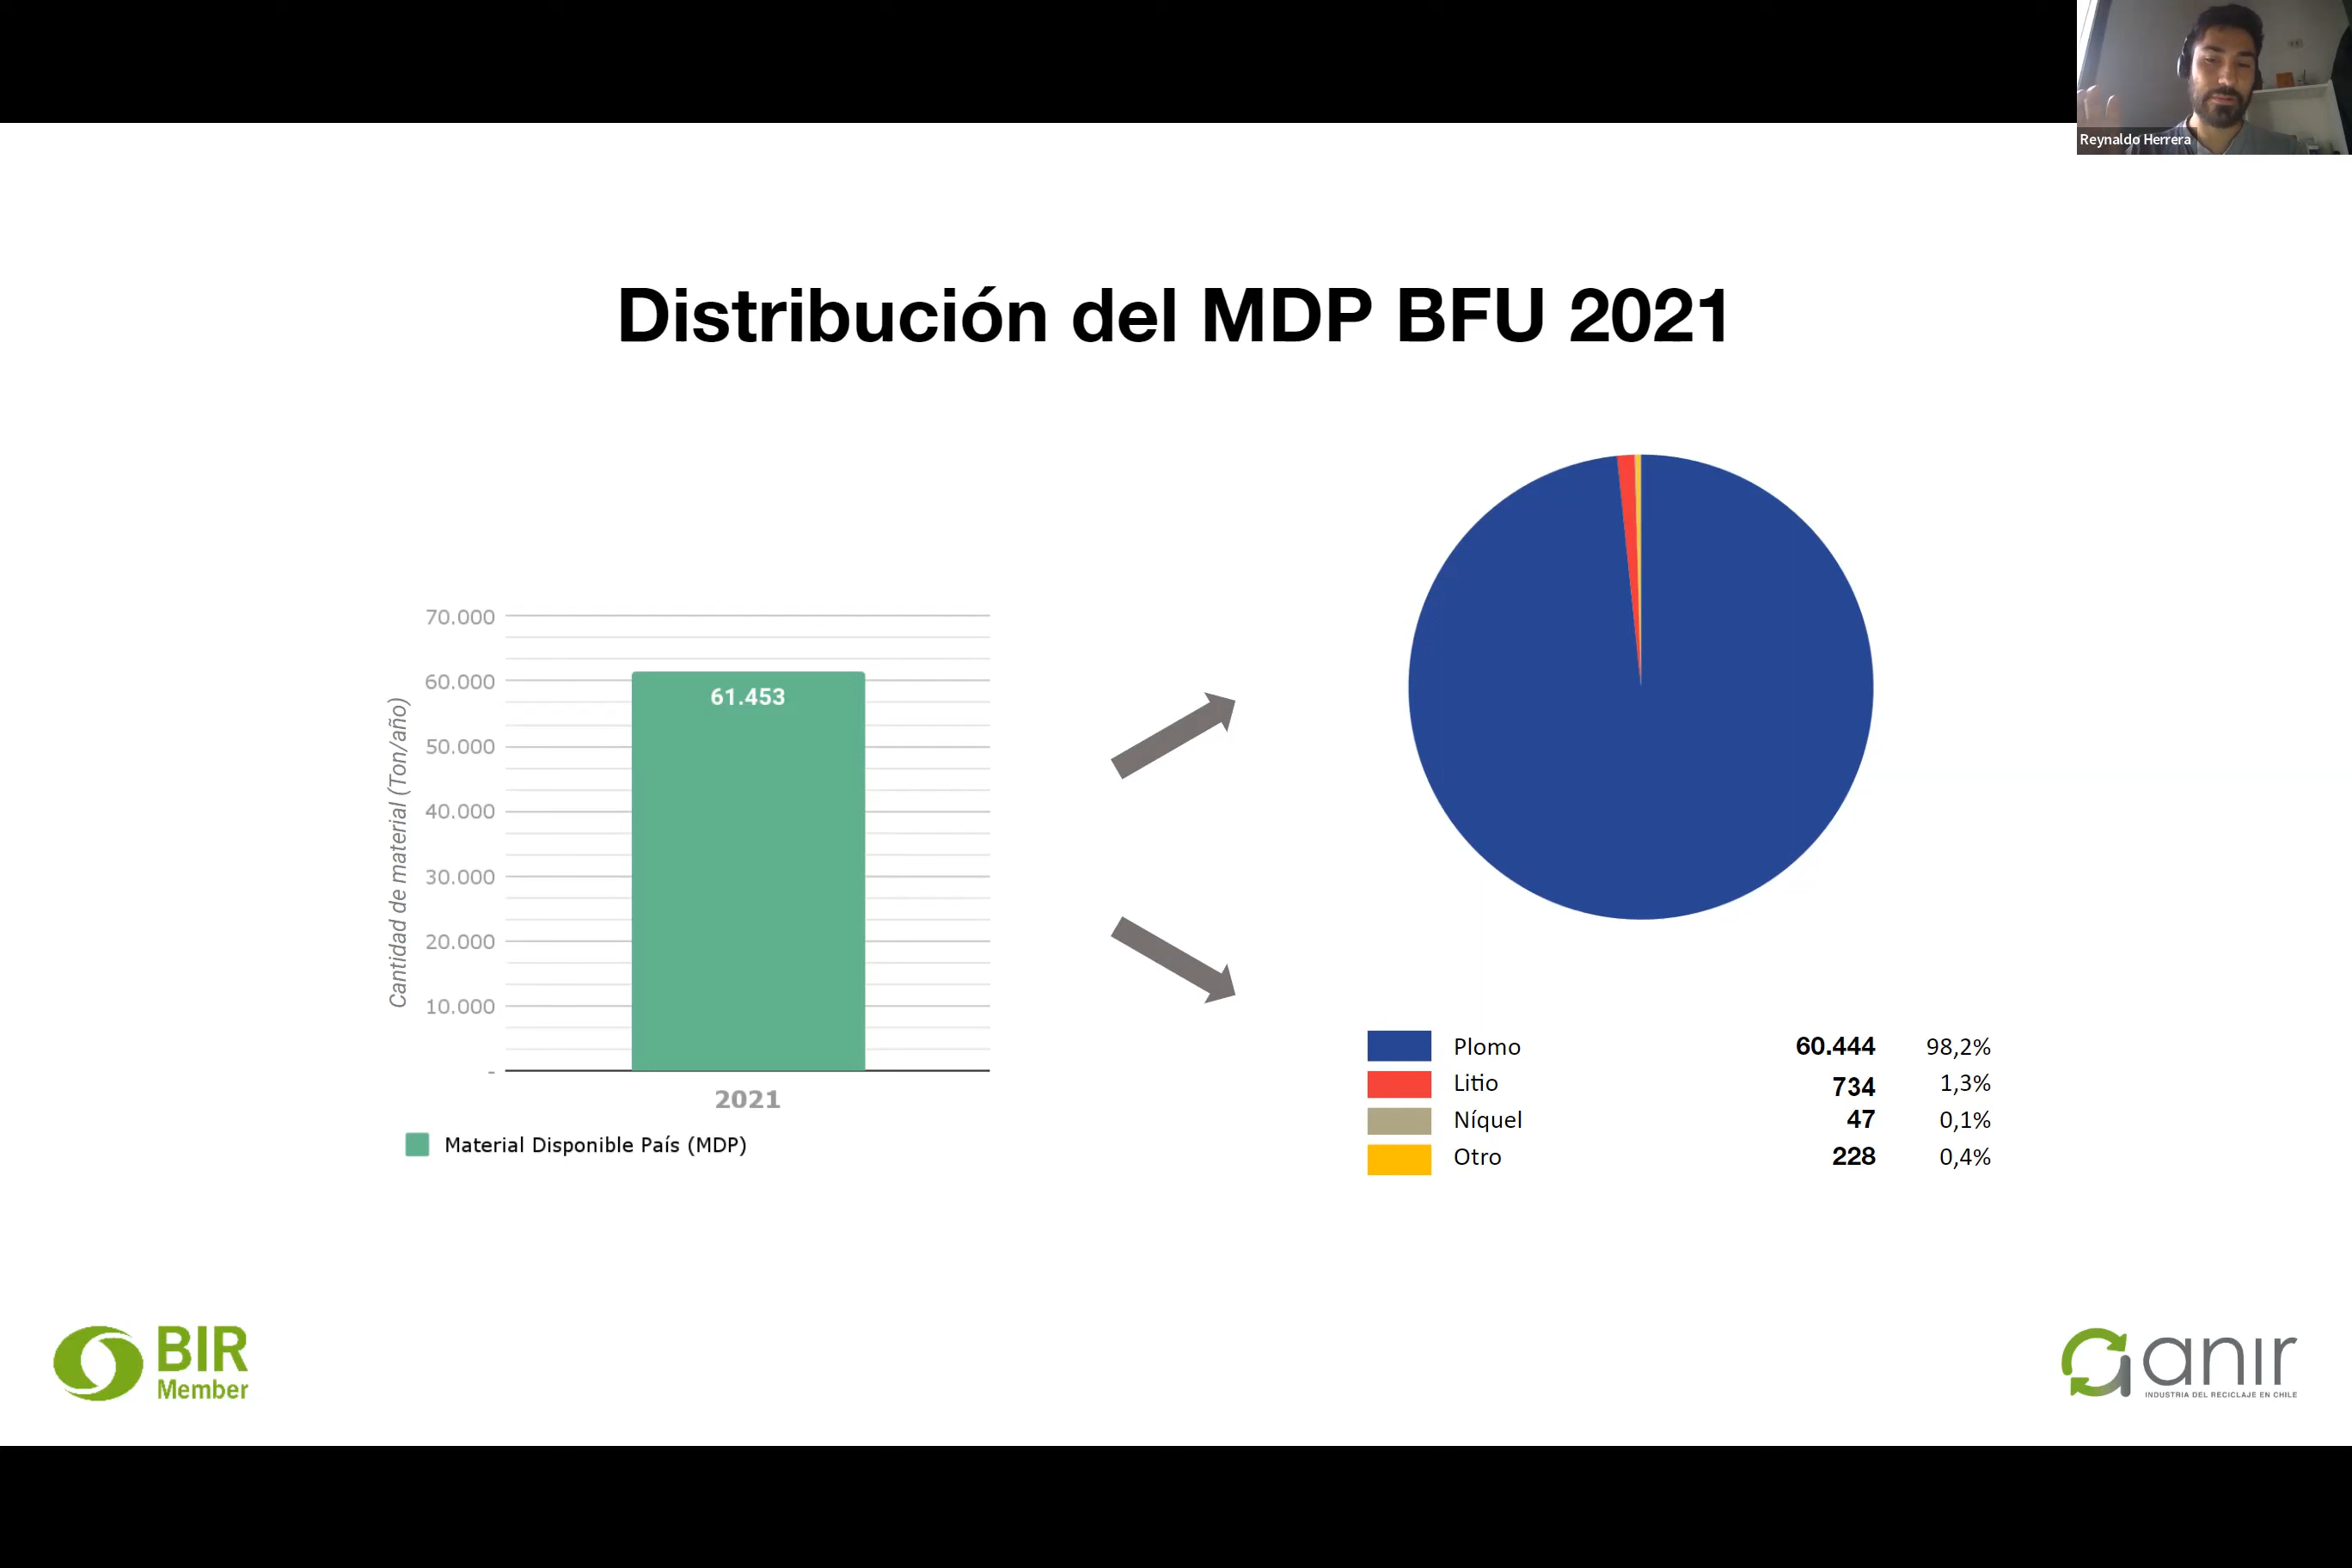 Reynaldo Herrera
Distribución del MDP BFU 2021
Cantidad de material (Ton/año)
70.000
60.000
50.000
40.000
30.000
20.000
10.000
-
61.453
2021
Material Disponible País (MDP)
Plomo 60.444 98,2%
Litio 734 1,3%
Níquel 47 0,1%
Otro 228 0,4%
BIR
Member
anir
INDUSTRIA DEL RECICLAJE EN CHILE